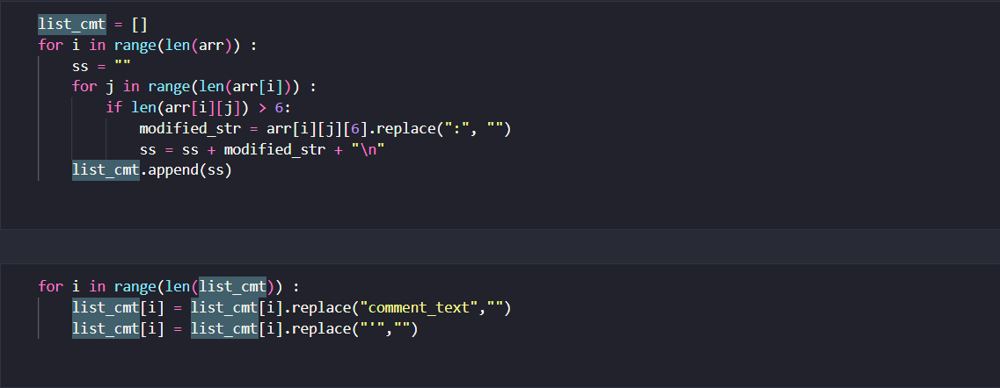 list_cmt = []
for i in range(len(arr)) :
    ss = ""
    for j in range(len(arr[i])) :
        if len(arr[i][j]) > 6:
            modified_str = arr[i][j][6].replace(":", "")
            ss = ss + modified_str + "\n"
    list_cmt.append(ss)
for i in range(len(list_cmt)) :
    list_cmt[i] = list_cmt[i].replace("comment_text","")
    list_cmt[i] = list_cmt[i].replace("'","")